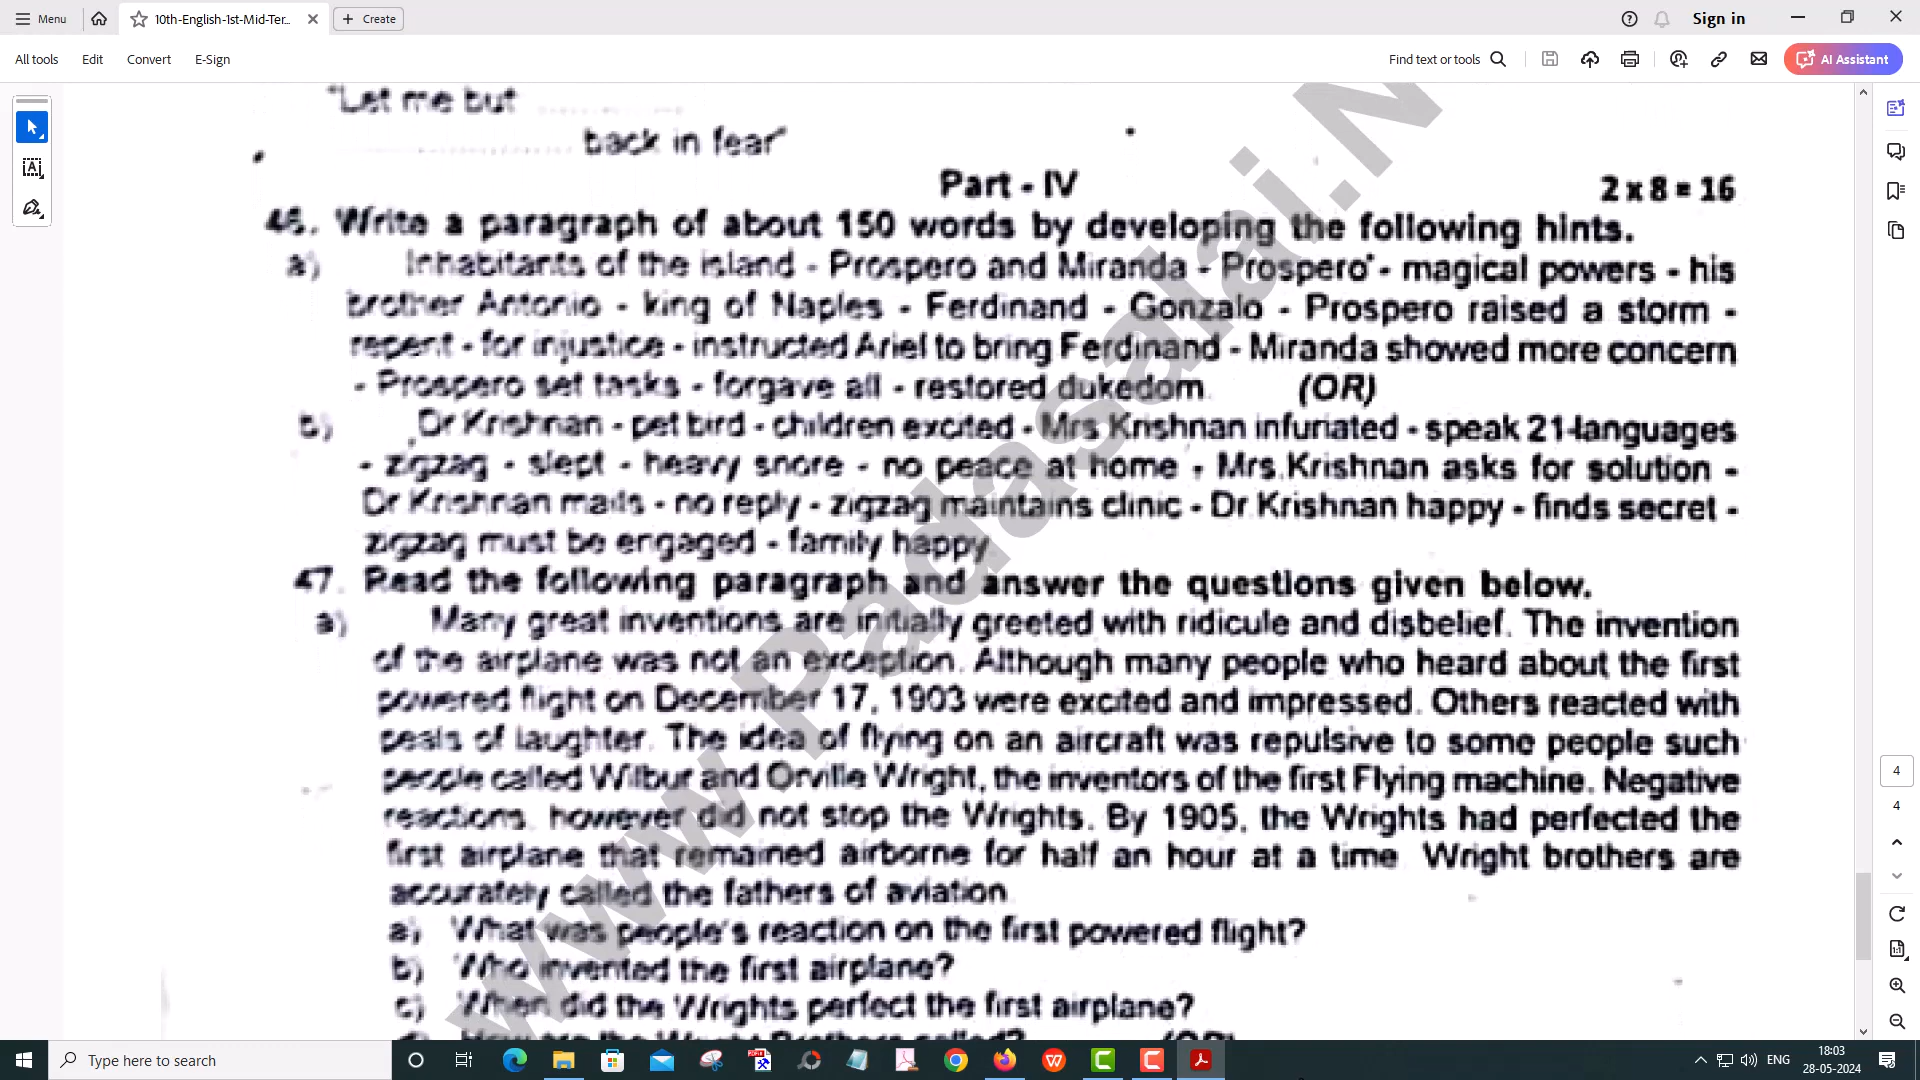 Menu
10th-English-1st-Mid-Ter...
Create
Sign in
All tools Edit Convert E-Sign
Find text or tools
AI Assistant
"Let me but
back in fear"
Part - IV 2 x 8 = 16
46. Write a paragraph of about 150 words by developing the following hints.
a) Inhabitants of the island - Prospero and Miranda - Prospero - magical powers - his
brother Antonio - king of Naples - Ferdinand - Gonzalo - Prospero raised a storm -
repent - for injustice - instructed Ariel to bring Ferdinand - Miranda showed more concern
- Prospero set tasks - forgave all - restored dukedom. (OR)
b) Dr Krishnan - pet bird - children excited - Mrs Krishnan infuriated - speak 21 languages
- zigzag - slept - heavy snore - no peace at home - Mrs.Krishnan asks for solution -
Dr Krishnan mails - no reply - zigzag maintains clinic - Dr.Krishnan happy - finds secret -
zigzag must be engaged - family happy
47. Read the following paragraph and answer the questions given below.
a) Many great inventions are initially greeted with ridicule and disbelief. The invention
of the airplane was not an exception. Although many people who heard about the first
powered flight on December 17, 1903 were excited and impressed. Others reacted with
peals of laughter. The idea of flying on an aircraft was repulsive to some people such
people called Wilbur and Orville Wright, the inventors of the first Flying machine. Negative
reactions, however did not stop the Wrights. By 1905, the Wrights had perfected the
first airplane that remained airborne for half an hour at a time. Wright brothers are
accurately called the fathers of aviation.
a) What was people's reaction on the first powered flight?
b) Who invented the first airplane?
c) When did the Wrights perfect the first airplane?
d) How are the Wright Brothers called? (OR)
www.Padasalai.N
4
4
Type here to search
ENG
18:03
28-05-2024